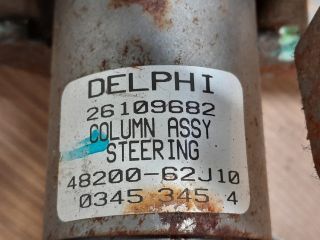 DELPHI
26109682
COLUMN ASSY
STEERING
48200-62J10
0345 345 4